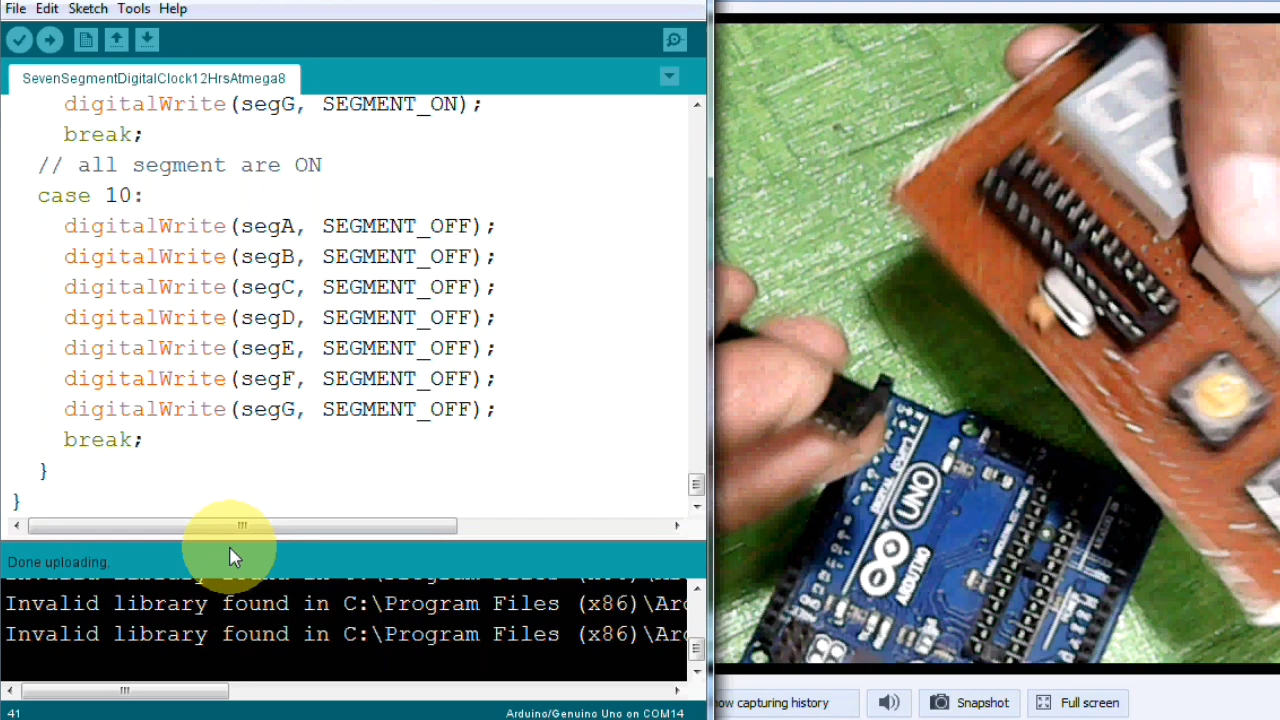 File Edit Sketch Tools Help
SevenSegmentDigitalClock12HrsAtmega8
digitalWrite(segG, SEGMENT_ON);
break;
// all segment are ON
case 10:
digitalWrite(segA, SEGMENT_OFF);
digitalWrite(segB, SEGMENT_OFF);
digitalWrite(segC, SEGMENT_OFF);
digitalWrite(segD, SEGMENT_OFF);
digitalWrite(segE, SEGMENT_OFF);
digitalWrite(segF, SEGMENT_OFF);
digitalWrite(segG, SEGMENT_OFF);
break;
}
}
Done uploading.
Invalid library found in C:\Program Files (x86)\Ar
Invalid library found in C:\Program Files (x86)\Ar
41 Arduino/Genuino Uno on COM14
UNO
ARDUINO
ow capturing history Snapshot Full screen